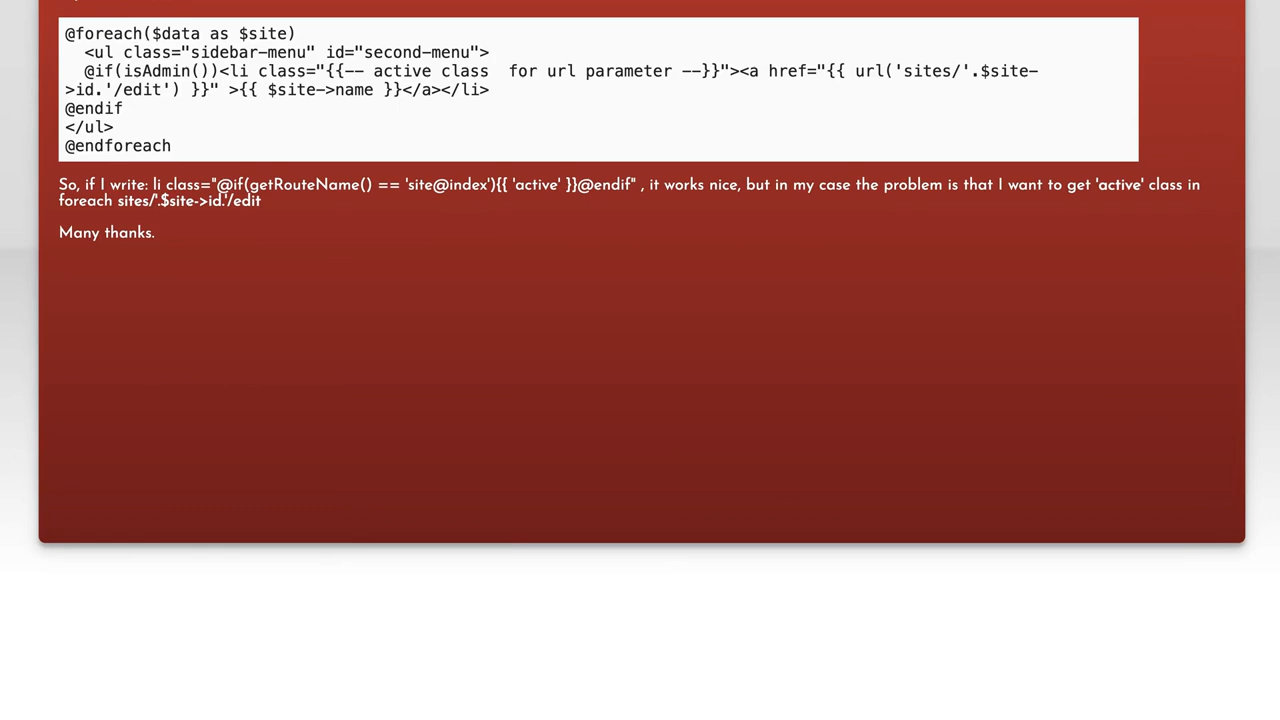 @foreach($data as $site)
  <ul class="sidebar-menu" id="second-menu">
  @if(isAdmin())<li class="{{-- active class  for url parameter --}}"><a href="{{ url('sites/'.$site-
>id.'/edit') }}" >{{ $site->name }}</a></li>
@endif
</ul>
@endforeach
So, if I write: li class="@if(getRouteName() == 'site@index'){{ 'active' }}@endif" , it works nice, but in my case the problem is that I want to get 'active' class in
foreach sites/'.$site->id.'/edit
Many thanks.